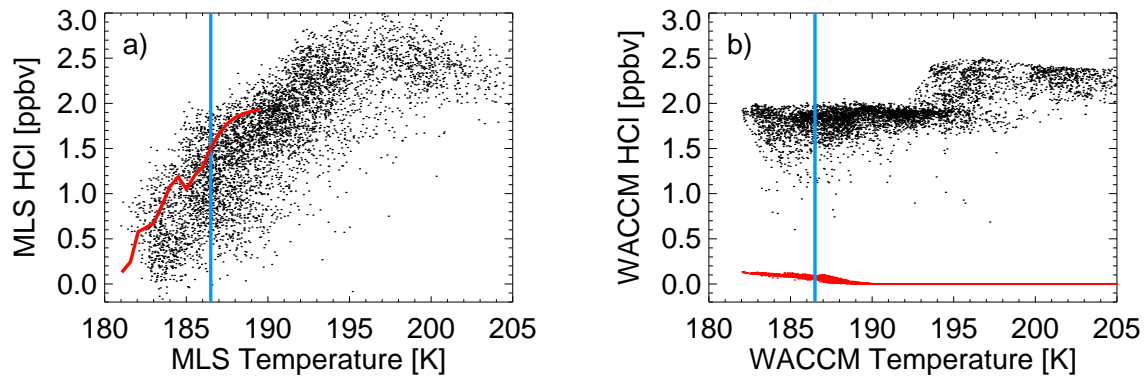 a)
MLS HCl [ppbv]
3.0
2.5
2.0
1.5
1.0
0.5
0.0
180 185 190 195 200 205
MLS Temperature [K]
b)
WACCM HCl [ppbv]
3.0
2.5
2.0
1.5
1.0
0.5
0.0
180 185 190 195 200 205
WACCM Temperature [K]